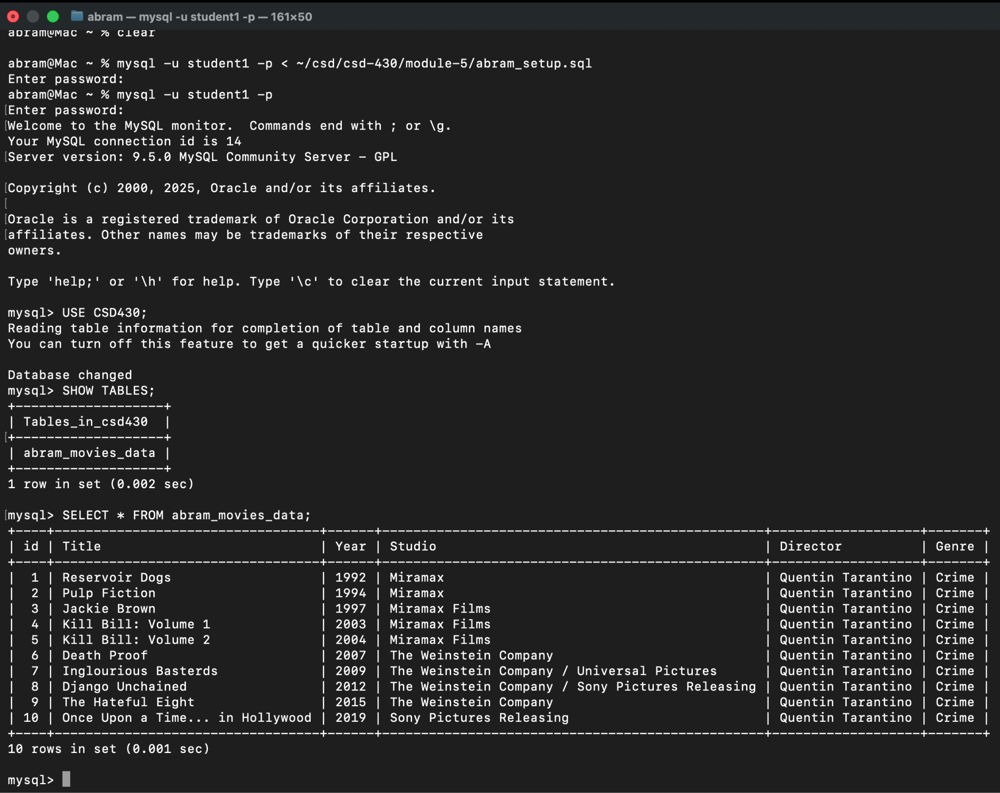 abram — mysql -u student1 -p — 161×50
abram@Mac ~ % clear
abram@Mac ~ % mysql -u student1 -p < ~/csd/csd-430/module-5/abram_setup.sql
Enter password:
abram@Mac ~ % mysql -u student1 -p
[Enter password:
[Welcome to the MySQL monitor.  Commands end with ; or \g.
Your MySQL connection id is 14
[Server version: 9.5.0 MySQL Community Server - GPL
[Copyright (c) 2000, 2025, Oracle and/or its affiliates.
[
[Oracle is a registered trademark of Oracle Corporation and/or its
[affiliates. Other names may be trademarks of their respective
owners.
Type 'help;' or '\h' for help. Type '\c' to clear the current input statement.
mysql> USE CSD430;
Reading table information for completion of table and column names
You can turn off this feature to get a quicker startup with -A
Database changed
mysql> SHOW TABLES;
+-------------------+
| Tables_in_csd430  |
[+-------------------+
| abram_movies_data |
+-------------------+
1 row in set (0.002 sec)
[mysql> SELECT * FROM abram_movies_data;
+----+----------------------------------+------+-------------------------------------------------+-------------------+-------+
| id | Title                            | Year | Studio                                          | Director          | Genre |
+----+----------------------------------+------+-------------------------------------------------+-------------------+-------+
|  1 | Reservoir Dogs                   | 1992 | Miramax                                         | Quentin Tarantino | Crime |
|  2 | Pulp Fiction                     | 1994 | Miramax                                         | Quentin Tarantino | Crime |
|  3 | Jackie Brown                     | 1997 | Miramax Films                                   | Quentin Tarantino | Crime |
|  4 | Kill Bill: Volume 1              | 2003 | Miramax Films                                   | Quentin Tarantino | Crime |
|  5 | Kill Bill: Volume 2              | 2004 | Miramax Films                                   | Quentin Tarantino | Crime |
|  6 | Death Proof                      | 2007 | The Weinstein Company                           | Quentin Tarantino | Crime |
|  7 | Inglourious Basterds             | 2009 | The Weinstein Company / Universal Pictures      | Quentin Tarantino | Crime |
|  8 | Django Unchained                 | 2012 | The Weinstein Company / Sony Pictures Releasing | Quentin Tarantino | Crime |
|  9 | The Hateful Eight                | 2015 | The Weinstein Company                           | Quentin Tarantino | Crime |
| 10 | Once Upon a Time... in Hollywood | 2019 | Sony Pictures Releasing                         | Quentin Tarantino | Crime |
+----+----------------------------------+------+-------------------------------------------------+-------------------+-------+
10 rows in set (0.001 sec)
mysql>